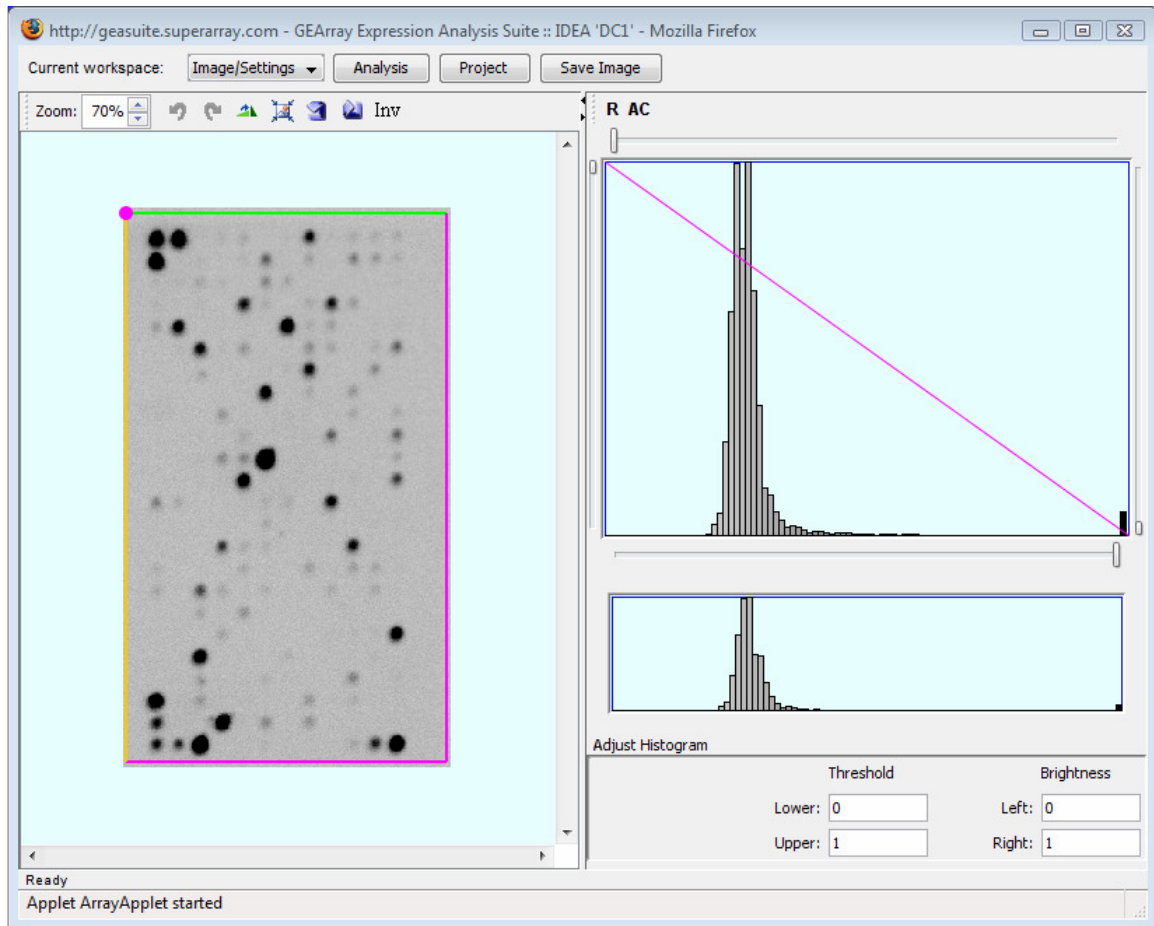 http://geasuite.superarray.com - GEArray Expression Analysis Suite :: IDEA 'DC1' - Mozilla Firefox
Current workspace: Image/Settings Analysis Project Save Image
Zoom: 70% Inv
R AC
Adjust Histogram
Threshold Brightness
Lower: 0 Left: 0
Upper: 1 Right: 1
Ready
Applet ArrayApplet started